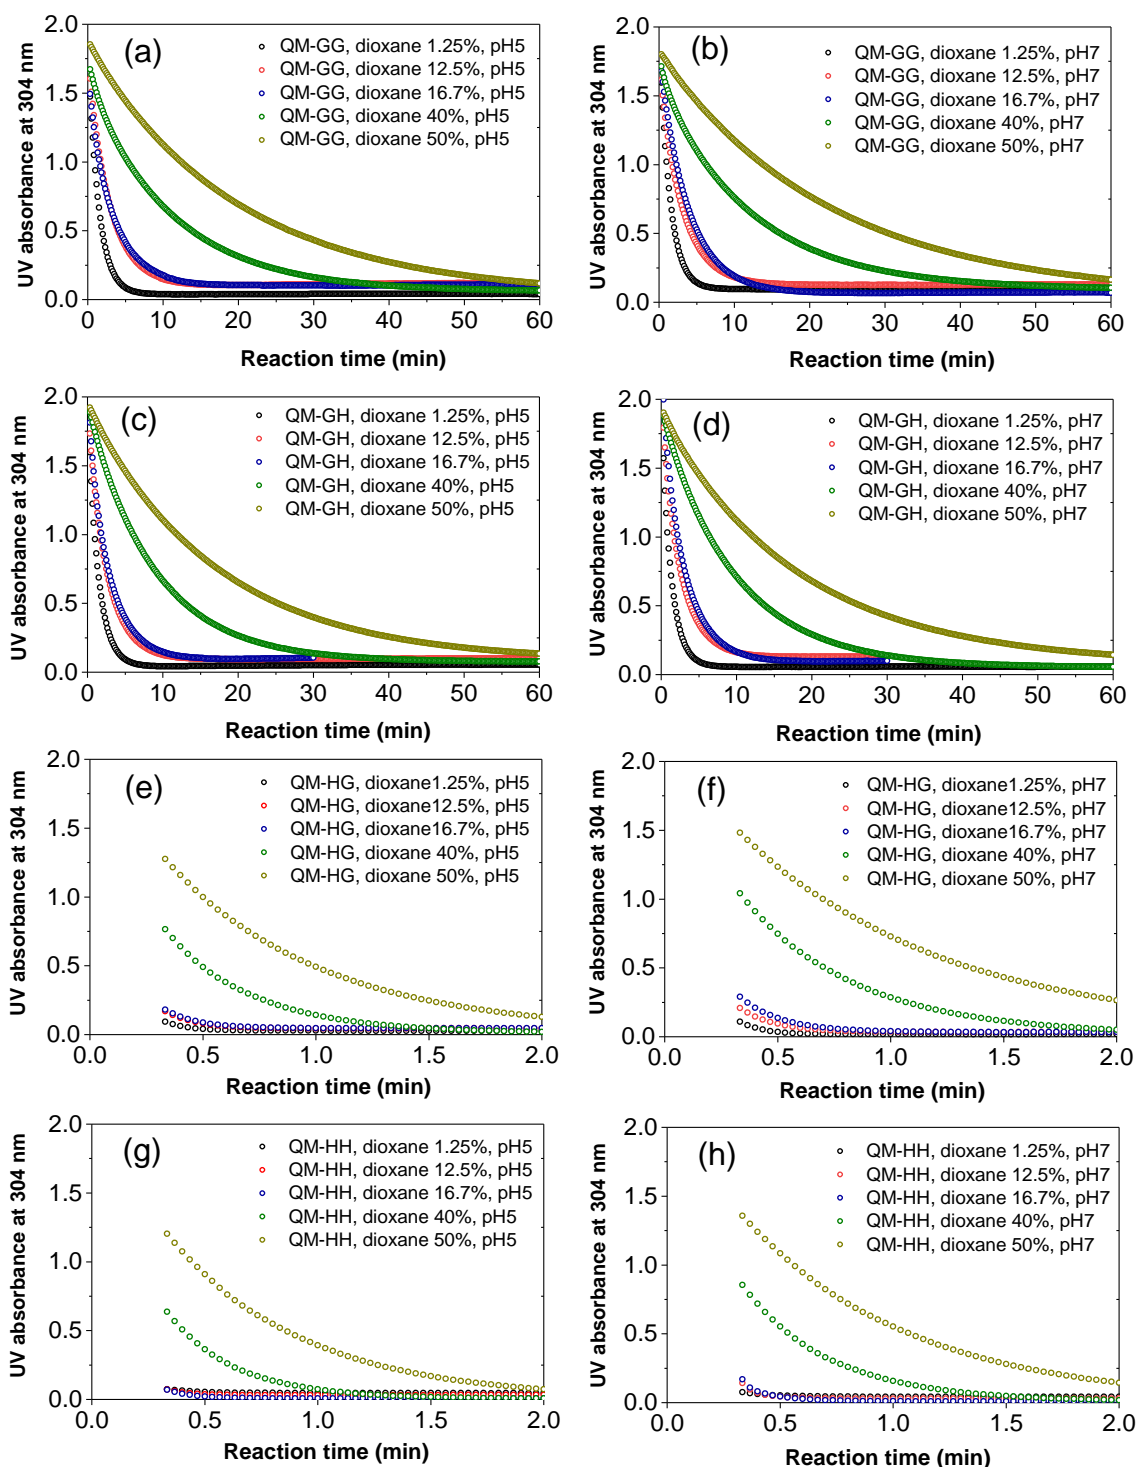 (a)
QM-GG, dioxane 1.25%, pH5
QM-GG, dioxane 12.5%, pH5
QM-GG, dioxane 16.7%, pH5
QM-GG, dioxane 40%, pH5
QM-GG, dioxane 50%, pH5
UV absorbance at 304 nm
2.0
1.5
1.0
0.5
0.0
0 10 20 30 40 50 60
Reaction time (min)
(b)
QM-GG, dioxane 1.25%, pH7
QM-GG, dioxane 12.5%, pH7
QM-GG, dioxane 16.7%, pH7
QM-GG, dioxane 40%, pH7
QM-GG, dioxane 50%, pH7
UV absorbance at 304 nm
2.0
1.5
1.0
0.5
0.0
0 10 20 30 40 50 60
Reaction time (min)
(c)
QM-GH, dioxane 1.25%, pH5
QM-GH, dioxane 12.5%, pH5
QM-GH, dioxane 16.7%, pH5
QM-GH, dioxane 40%, pH5
QM-GH, dioxane 50%, pH5
UV absorbance at 304 nm
2.0
1.5
1.0
0.5
0.0
0 10 20 30 40 50 60
Reaction time (min)
(d)
QM-GH, dioxane 1.25%, pH7
QM-GH, dioxane 12.5%, pH7
QM-GH, dioxane 16.7%, pH7
QM-GH, dioxane 40%, pH7
QM-GH, dioxane 50%, pH7
UV absorbance at 304 nm
2.0
1.5
1.0
0.5
0.0
0 10 20 30 40 50 60
Reaction time (min)
(e)
QM-HG, dioxane1.25%, pH5
QM-HG, dioxane12.5%, pH5
QM-HG, dioxane16.7%, pH5
QM-HG, dioxane 40%, pH5
QM-HG, dioxane 50%, pH5
UV absorbance at 304 nm
2.0
1.5
1.0
0.5
0.0
0.0 0.5 1.0 1.5 2.0
Reaction time (min)
(f)
QM-HG, dioxane1.25%, pH7
QM-HG, dioxane12.5%, pH7
QM-HG, dioxane16.7%, pH7
QM-HG, dioxane 40%, pH7
QM-HG, dioxane 50%, pH7
UV absorbance at 304 nm
2.0
1.5
1.0
0.5
0.0
0.0 0.5 1.0 1.5 2.0
Reaction time (min)
(g)
QM-HH, dioxane 1.25%, pH5
QM-HH, dioxane 12.5%, pH5
QM-HH, dioxane 16.7%, pH5
QM-HH, dioxane 40%, pH5
QM-HH, dioxane 50%, pH5
UV absorbance at 304 nm
2.0
1.5
1.0
0.5
0.0
0.0 0.5 1.0 1.5 2.0
Reaction time (min)
(h)
QM-HH, dioxane 1.25%, pH7
QM-HH, dioxane 12.5%, pH7
QM-HH, dioxane 16.7%, pH7
QM-HH, dioxane 40%, pH7
QM-HH, dioxane 50%, pH7
UV absorbance at 304 nm
2.0
1.5
1.0
0.5
0.0
0.0 0.5 1.0 1.5 2.0
Reaction time (min)